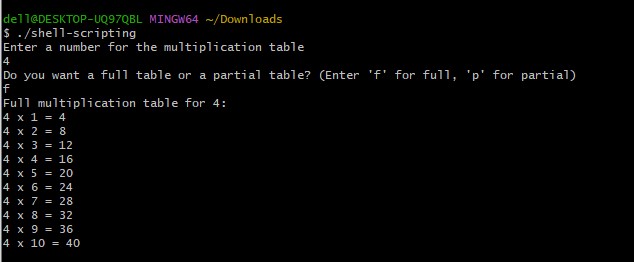 dell@DESKTOP-UQ97QBL MINGW64 ~/Downloads
$ ./shell-scripting
Enter a number for the multiplication table
4
Do you want a full table or a partial table? (Enter 'f' for full, 'p' for partial)
f
Full multiplication table for 4:
4 x 1 = 4
4 x 2 = 8
4 x 3 = 12
4 x 4 = 16
4 x 5 = 20
4 x 6 = 24
4 x 7 = 28
4 x 8 = 32
4 x 9 = 36
4 x 10 = 40